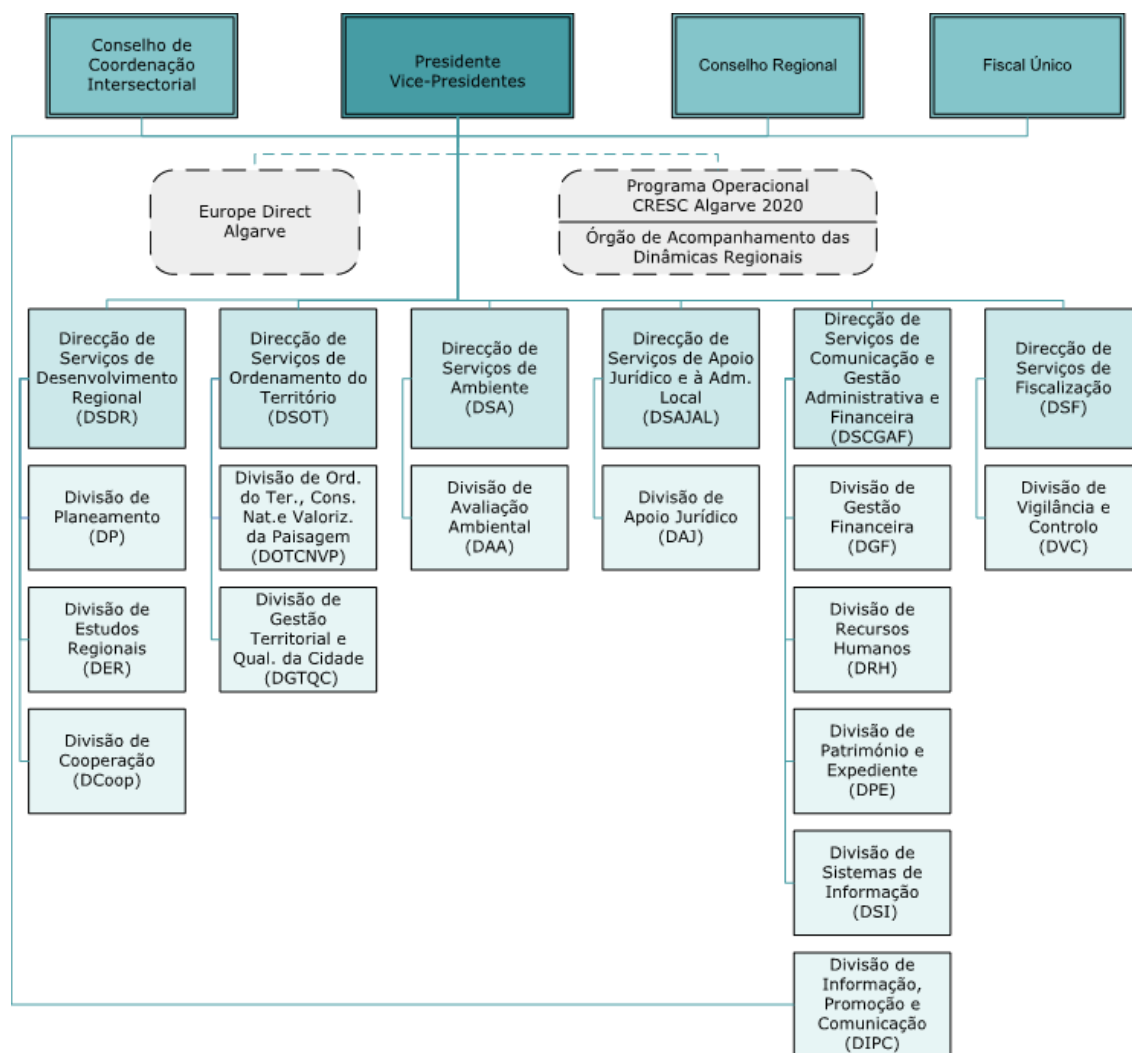 Conselho de
Coordenação
Intersectorial
Presidente
Vice-Presidentes
Conselho Regional
Fiscal Único
Europe Direct
Algarve
Programa Operacional
CRESC Algarve 2020
Órgão de Acompanhamento das
Dinâmicas Regionais
Direcção de
Serviços de
Desenvolvimento
Regional
(DSDR)
Direcção de
Serviços de
Ordenamento do
Território
(DSOT)
Direcção de
Serviços de
Ambiente
(DSA)
Direcção de
Serviços de Apoio
Jurídico e à Adm.
Local
(DSAJAL)
Direcção de
Serviços de
Comunicação e
Gestão
Administrativa e
Financeira
(DSCGAF)
Direcção de
Serviços de
Fiscalização
(DSF)
Divisão de
Planeamento
(DP)
Divisão de Ord.
do Ter., Cons.
Nat.e Valoriz.
da Paisagem
(DOTCNVP)
Divisão de
Avaliação
Ambiental
(DAA)
Divisão de
Apoio Jurídico
(DAJ)
Divisão de
Gestão
Financeira
(DGF)
Divisão de
Vigilância e
Controlo
(DVC)
Divisão de
Estudos
Regionais
(DER)
Divisão de
Gestão
Territorial e
Qual. da Cidade
(DGTQC)
Divisão de
Recursos
Humanos
(DRH)
Divisão de
Cooperação
(DCoop)
Divisão de
Património e
Expediente
(DPE)
Divisão de
Sistemas de
Informação
(DSI)
Divisão de
Informação,
Promoção e
Comunicação
(DIPC)